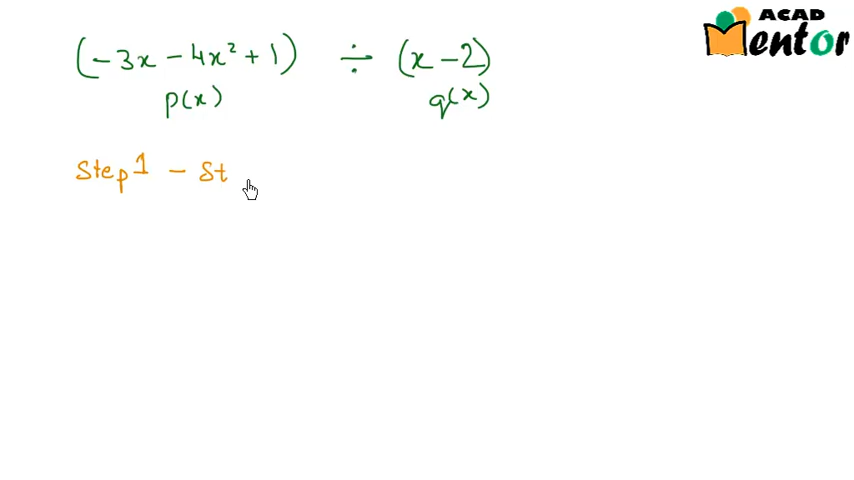 ACAD
Mentor
(-3x - 4x² + 1) ÷ (x - 2)
p(x) q(x)
Step 1 - St